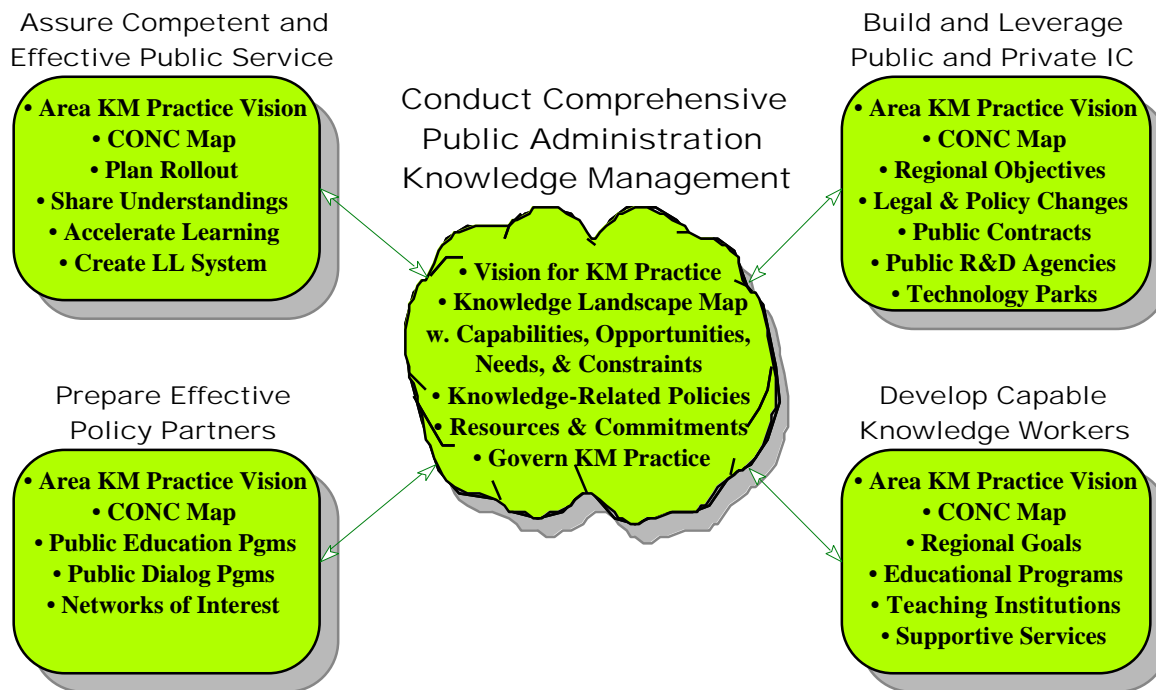 Assure Competent and
Effective Public Service
• Area KM Practice Vision
• CONC Map
• Plan Rollout
• Share Understandings
• Accelerate Learning
• Create LL System
Conduct Comprehensive
Public Administration
Knowledge Management
• Vision for KM Practice
• Knowledge Landscape Map
w. Capabilities, Opportunities,
Needs, & Constraints
• Knowledge-Related Policies
• Resources & Commitments
• Govern KM Practice
Build and Leverage
Public and Private IC
• Area KM Practice Vision
• CONC Map
• Regional Objectives
• Legal & Policy Changes
• Public Contracts
• Public R&D Agencies
• Technology Parks
Prepare Effective
Policy Partners
• Area KM Practice Vision
• CONC Map
• Public Education Pgms
• Public Dialog Pgms
• Networks of Interest
Develop Capable
Knowledge Workers
• Area KM Practice Vision
• CONC Map
• Regional Goals
• Educational Programs
• Teaching Institutions
• Supportive Services